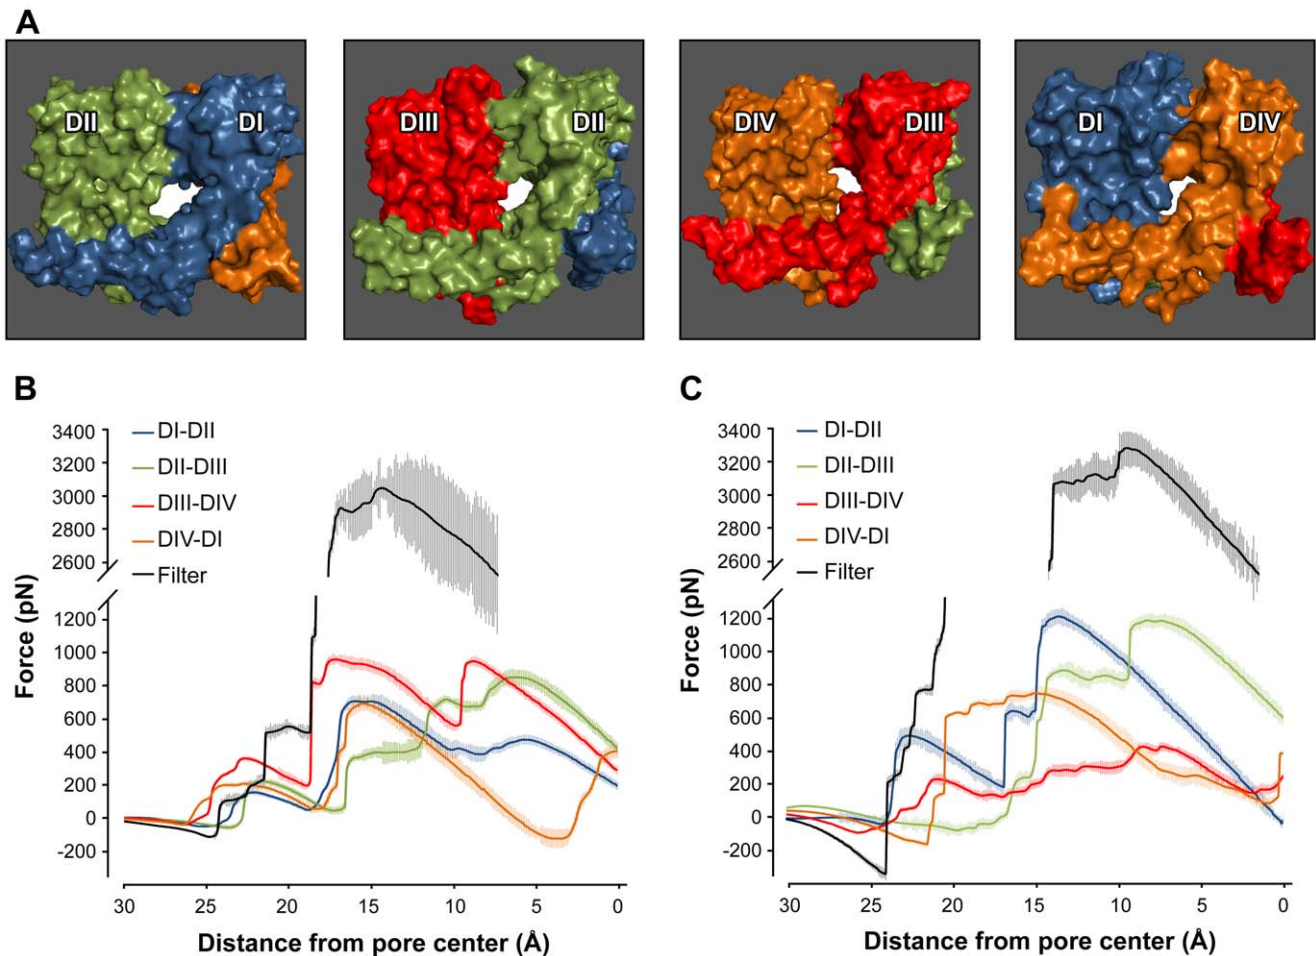 A
DII DI
DIII DII
DIV DIII
DI DIV
B
3400
3200
3000
2800
2600
1200
1000
800
600
400
200
0
-200
Force (pN)
DI-DII
DII-DIII
DIII-DIV
DIV-DI
Filter
30 25 20 15 10 5 0
Distance from pore center (Å)
C
3400
3200
3000
2800
2600
1200
1000
800
600
400
200
0
-200
Force (pN)
DI-DII
DII-DIII
DIII-DIV
DIV-DI
Filter
30 25 20 15 10 5 0
Distance from pore center (Å)